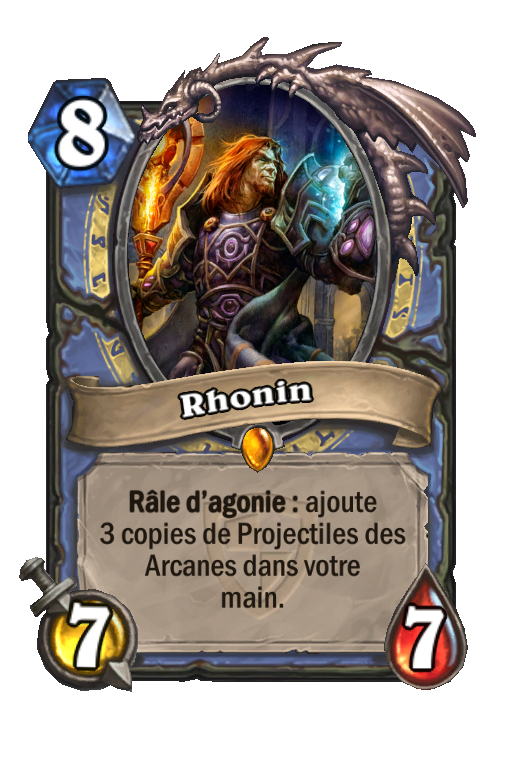 8
Rhonin
Râle d'agonie : ajoute
3 copies de Projectiles des
Arcanes dans votre
main.
7
7